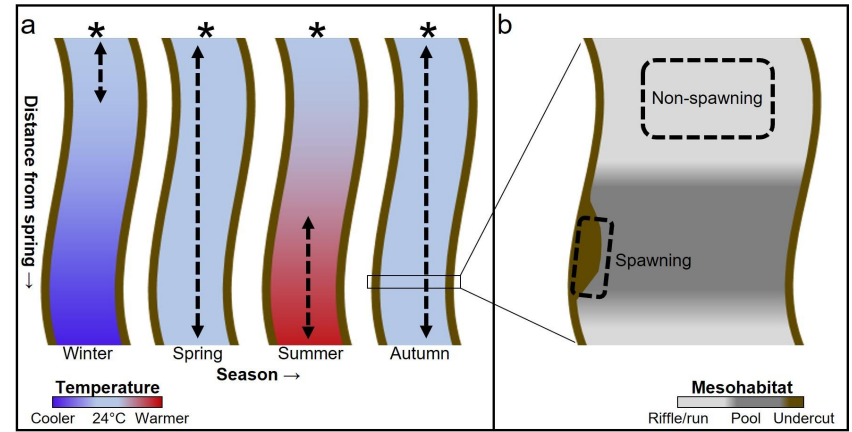 a
* * * *
Distance from spring →
Winter Spring Summer Autumn
Season →
Temperature
Cooler 24°C Warmer
b
Non-spawning
Spawning
Mesohabitat
Riffle/run Pool Undercut